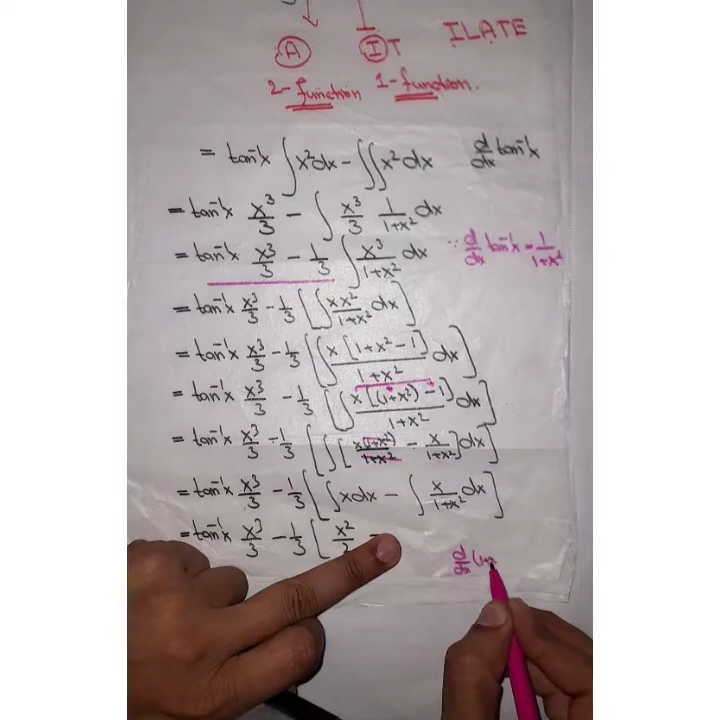 A I T ILATE
2-function 1-function.
= tan⁻¹x ∫x²dx - ∫∫x²dx d/dx tan⁻¹x
= tan⁻¹x x³/3 - ∫ x³/3 1/1+x² dx
= tan⁻¹x x³/3 - 1/3 ∫ x³/1+x² dx ∵ d/dx tan⁻¹x = 1/1+x²
= tan⁻¹x x³/3 - 1/3 [∫ xx²/1+x² dx]
= tan⁻¹x x³/3 - 1/3 [∫ x[1+x²-1]/1+x² dx]
= tan⁻¹x x³/3 - 1/3 [∫ x[(1+x²)-1]/1+x² dx]
= tan⁻¹x x³/3 - 1/3 [∫[x(1+x²)/1+x² - x/1+x²]dx]
= tan⁻¹x x³/3 - 1/3 [∫xdx - ∫ x/1+x² dx]
= tan⁻¹x x³/3 - 1/3 [x²/2 -
d/dx (